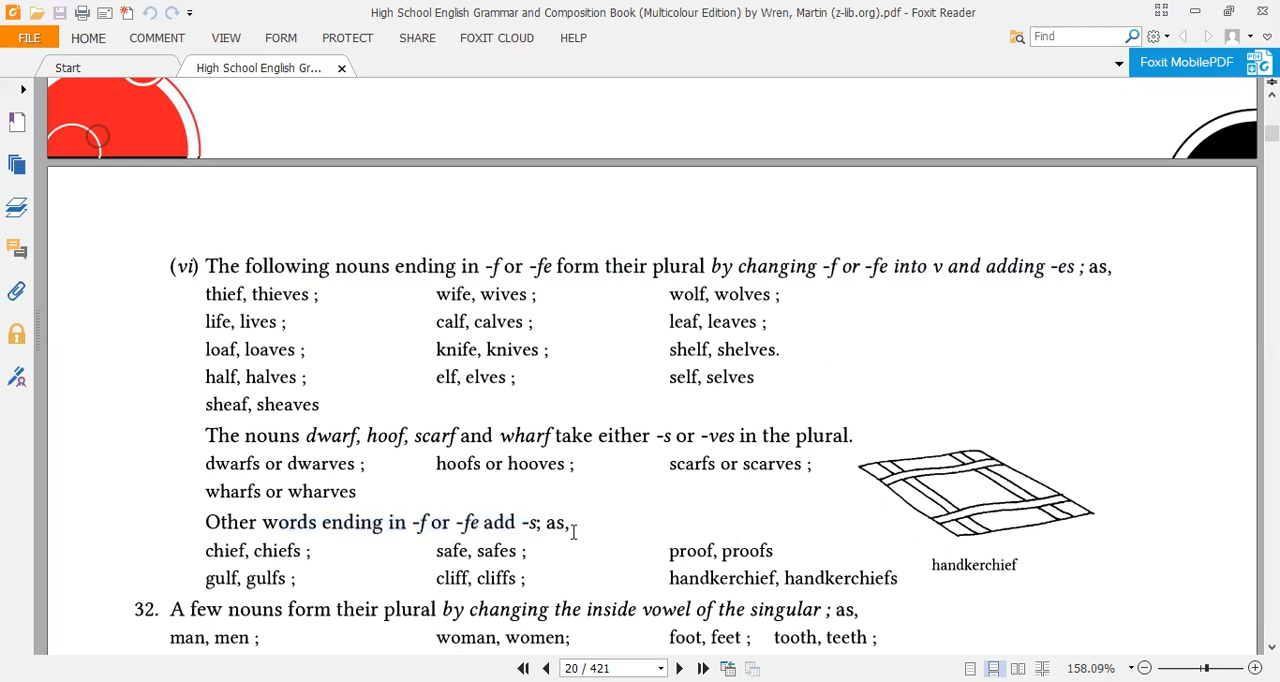 High School English Grammar and Composition Book (Multicolour Edition) by Wren, Martin (z-lib.org).pdf - Foxit Reader
FILE HOME COMMENT VIEW FORM PROTECT SHARE FOXIT CLOUD HELP Find
Start High School English Gr... Foxit MobilePDF
(vi) The following nouns ending in -f or -fe form their plural by changing -f or -fe into v and adding -es ; as,
thief, thieves ; wife, wives ; wolf, wolves ;
life, lives ; calf, calves ; leaf, leaves ;
loaf, loaves ; knife, knives ; shelf, shelves.
half, halves ; elf, elves ; self, selves
sheaf, sheaves
The nouns dwarf, hoof, scarf and wharf take either -s or -ves in the plural.
dwarfs or dwarves ; hoofs or hooves ; scarfs or scarves ;
wharfs or wharves
Other words ending in -f or -fe add -s; as,
chief, chiefs ; safe, safes ; proof, proofs
handkerchief
gulf, gulfs ; cliff, cliffs ; handkerchief, handkerchiefs
32. A few nouns form their plural by changing the inside vowel of the singular ; as,
man, men ; woman, women; foot, feet ; tooth, teeth ;
20 / 421 158.09%